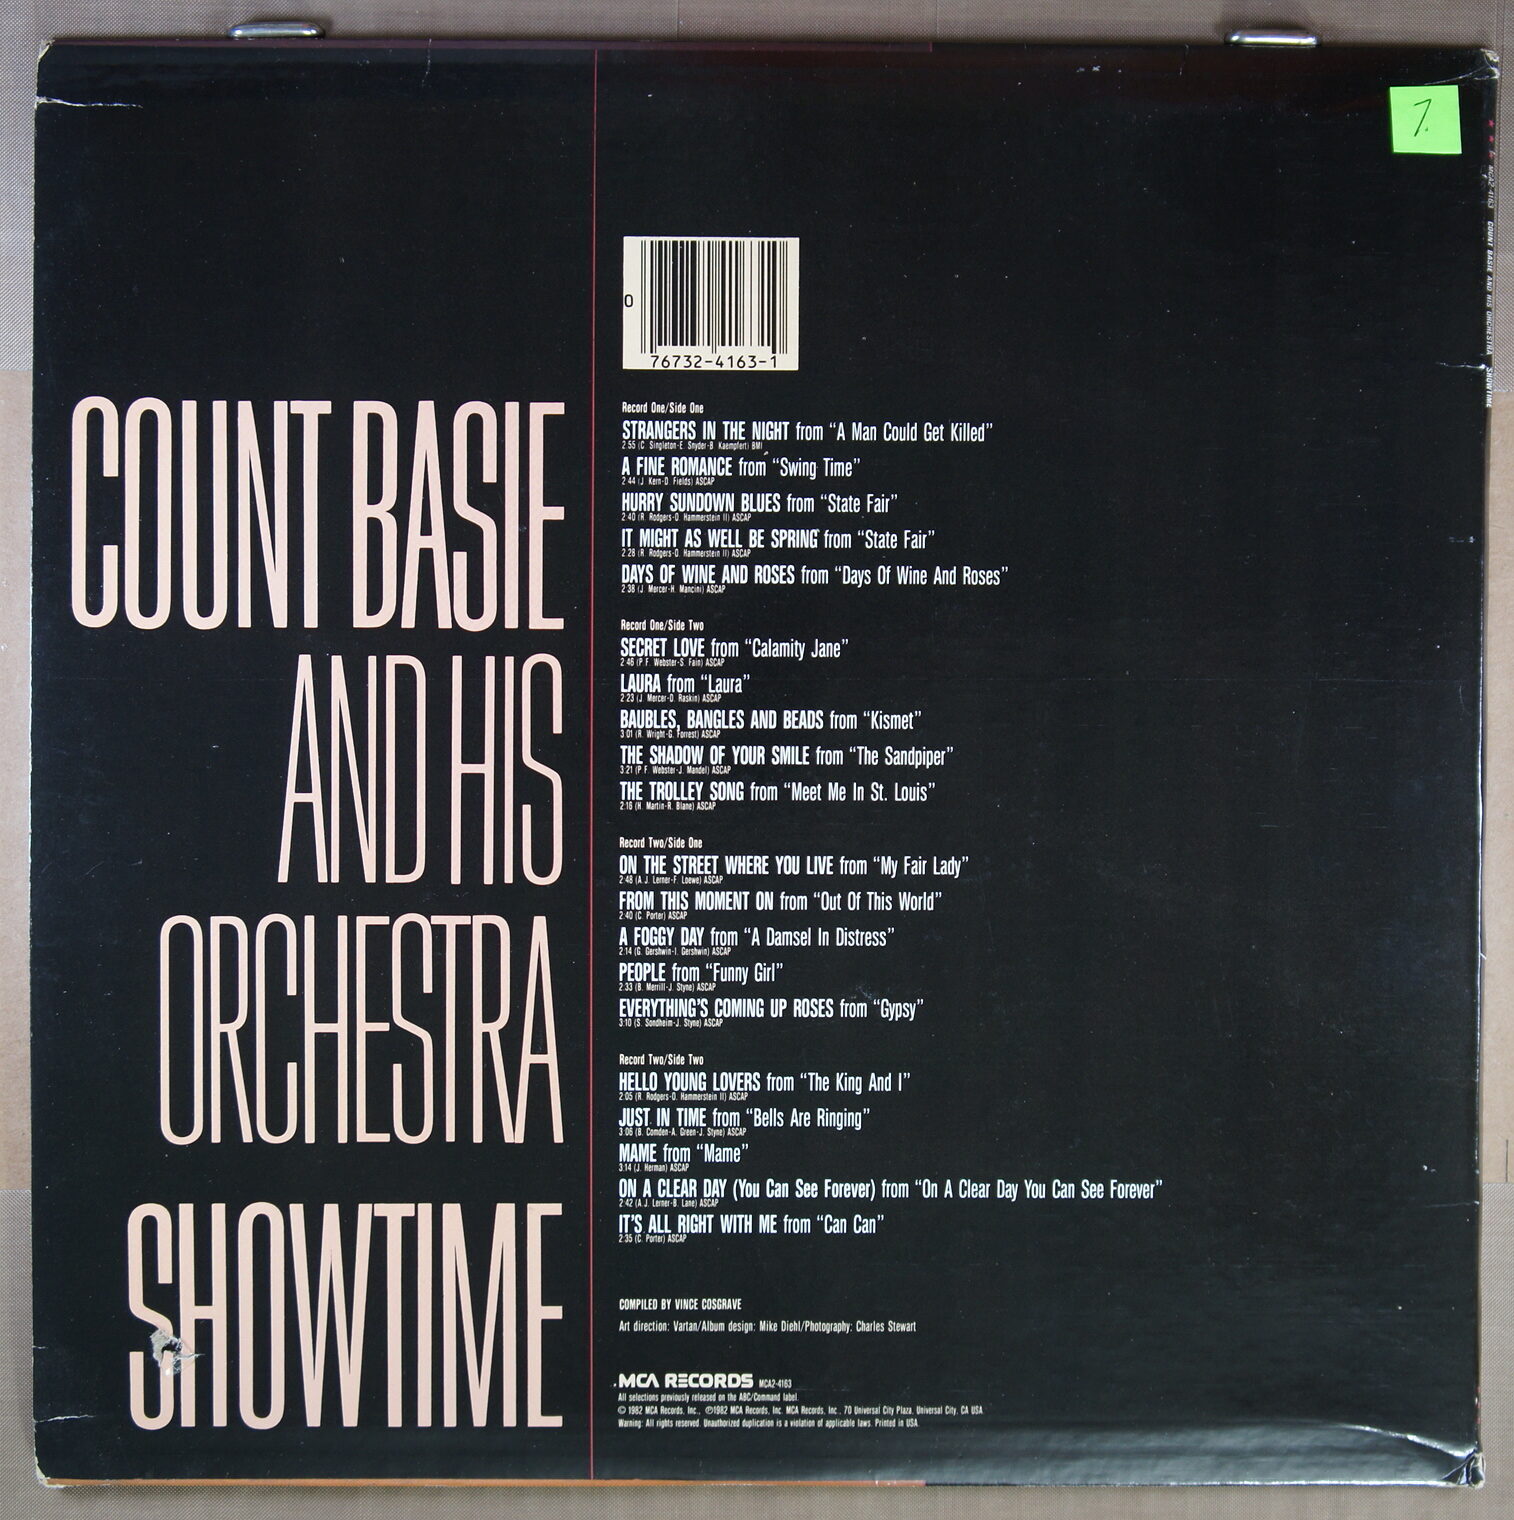 7.
0
76732-4163-1
COUNT BASIE
AND HIS
ORCHESTRA
SHOWTIME
Record One/Side One
STRANGERS IN THE NIGHT from “A Man Could Get Killed”
2:55 (C. Singleton-E. Snyder-B. Kaempfert) BMI
A FINE ROMANCE from “Swing Time”
2:44 (J. Kern-D. Fields) ASCAP
HURRY SUNDOWN BLUES from “State Fair”
2:40 (R. Rodgers-O. Hammerstein II) ASCAP
IT MIGHT AS WELL BE SPRING from “State Fair”
2:28 (R. Rodgers-O. Hammerstein II) ASCAP
DAYS OF WINE AND ROSES from “Days Of Wine And Roses”
2:38 (J. Mercer-H. Mancini) ASCAP
Record One/Side Two
SECRET LOVE from “Calamity Jane”
2:46 (P.F. Webster-S. Fain) ASCAP
LAURA from “Laura”
2:23 (J. Mercer-D. Raskin) ASCAP
BAUBLES, BANGLES AND BEADS from “Kismet”
3:01 (R. Wright-G. Forrest) ASCAP
THE SHADOW OF YOUR SMILE from “The Sandpiper”
3:21 (P.F. Webster-J. Mandel) ASCAP
THE TROLLEY SONG from “Meet Me In St. Louis”
2:16 (H. Martin-R. Blane) ASCAP
Record Two/Side One
ON THE STREET WHERE YOU LIVE from “My Fair Lady”
2:48 (A.J. Lerner-F. Loewe) ASCAP
FROM THIS MOMENT ON from “Out Of This World”
2:40 (C. Porter) ASCAP
A FOGGY DAY from “A Damsel In Distress”
2:14 (G. Gershwin-I. Gershwin) ASCAP
PEOPLE from “Funny Girl”
2:33 (B. Merrill-J. Styne) ASCAP
EVERYTHING'S COMING UP ROSES from “Gypsy”
3:10 (S. Sondheim-J. Styne) ASCAP
Record Two/Side Two
HELLO YOUNG LOVERS from “The King And I”
2:05 (R. Rodgers-O. Hammerstein II) ASCAP
JUST IN TIME from “Bells Are Ringing”
3:06 (B. Comden-A. Green-J. Styne) ASCAP
MAME from “Mame”
3:14 (J. Herman) ASCAP
ON A CLEAR DAY (You Can See Forever) from “On A Clear Day You Can See Forever”
2:42 (A.J. Lerner-B. Lane) ASCAP
IT'S ALL RIGHT WITH ME from “Can Can”
2:35 (C. Porter) ASCAP
COMPILED BY VINCE COSGRAVE
Art direction: Vartan/Album design: Mike Diehl/Photography: Charles Stewart
MCA RECORDS MCA2-4163
All selections previously released on the ABC/Command label.
© 1982 MCA Records, Inc., ℗1982 MCA Records, Inc. MCA Records, Inc., 70 Universal City Plaza, Universal City, CA USA
Warning: All rights reserved. Unauthorized duplication is a violation of applicable laws. Printed in USA.
MCA2-4163 COUNT BASIE AND HIS ORCHESTRA SHOWTIME